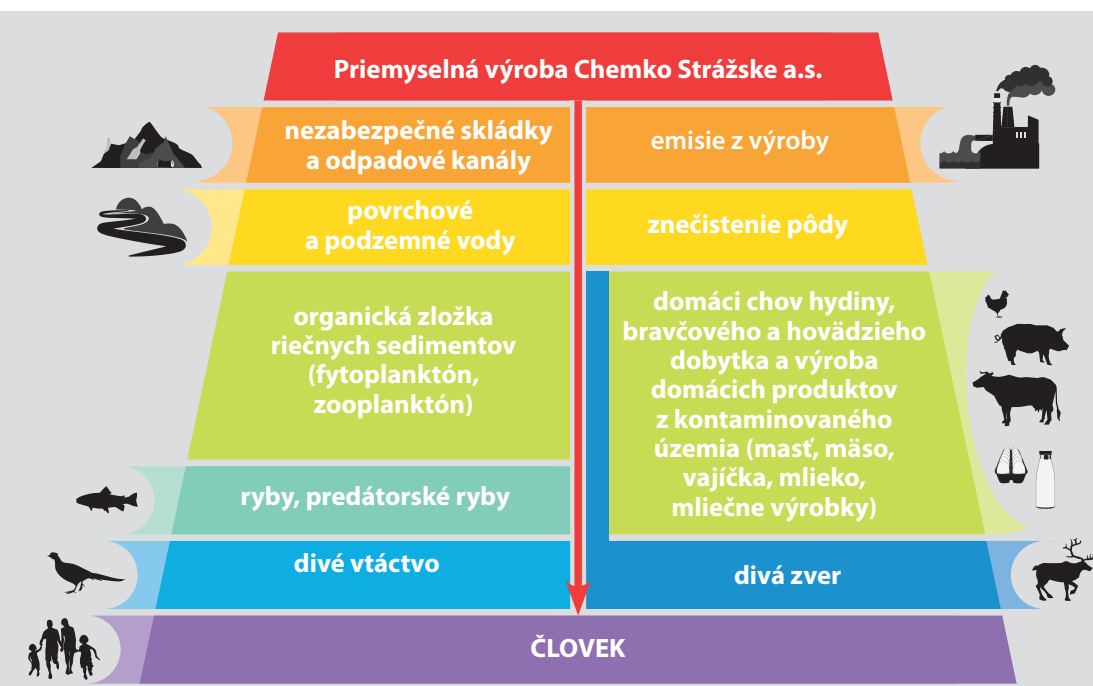 Priemyselná výroba Chemko Strážske a.s.
nezabezpečné skládky
a odpadové kanály
emisie z výroby
povrchové
a podzemné vody
znečistenie pôdy
organická zložka
riečnych sedimentov
(fytoplanktón,
zooplanktón)
domáci chov hydiny,
bravčového a hovädzieho
dobytka a výroba
domácich produktov
z kontaminovaného
územia (masť, mäso,
vajíčka, mlieko,
mliečne výrobky)
ryby, predátorské ryby
divé vtáctvo
divá zver
ČLOVEK